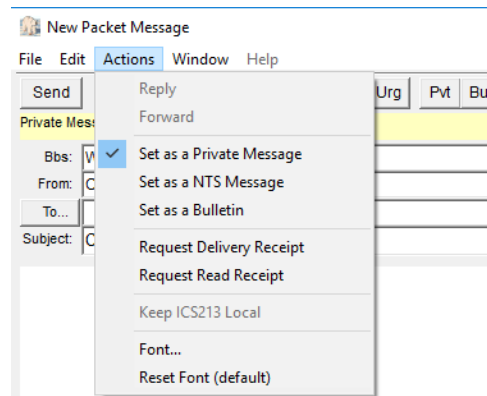 New Packet Message
File Edit Actions Window Help
Send Urg Pvt Bu
Private Mes
Bbs: W
From: C
To...
Subject: C
Reply
Forward
Set as a Private Message
Set as a NTS Message
Set as a Bulletin
Request Delivery Receipt
Request Read Receipt
Keep ICS213 Local
Font...
Reset Font (default)